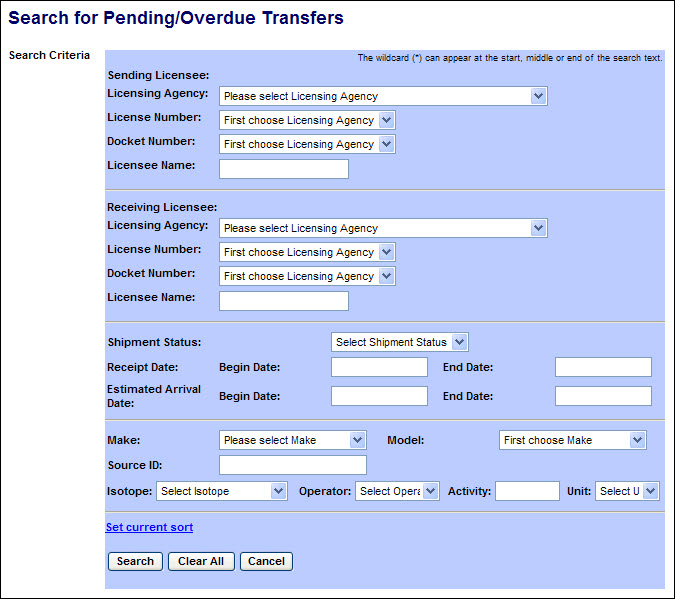 Search for Pending/Overdue Transfers
Search Criteria
The wildcard (*) can appear at the start, middle or end of the search text.
Sending Licensee:
Licensing Agency: Please select Licensing Agency
License Number: First choose Licensing Agency
Docket Number: First choose Licensing Agency
Licensee Name:
Receiving Licensee:
Licensing Agency: Please select Licensing Agency
License Number: First choose Licensing Agency
Docket Number: First choose Licensing Agency
Licensee Name:
Shipment Status: Select Shipment Status
Receipt Date: Begin Date: End Date:
Estimated Arrival
Date: Begin Date: End Date:
Make: Please select Make Model: First choose Make
Source ID:
Isotope: Select Isotope Operator: Select Opera Activity: Unit: Select U
Set current sort
Search Clear All Cancel